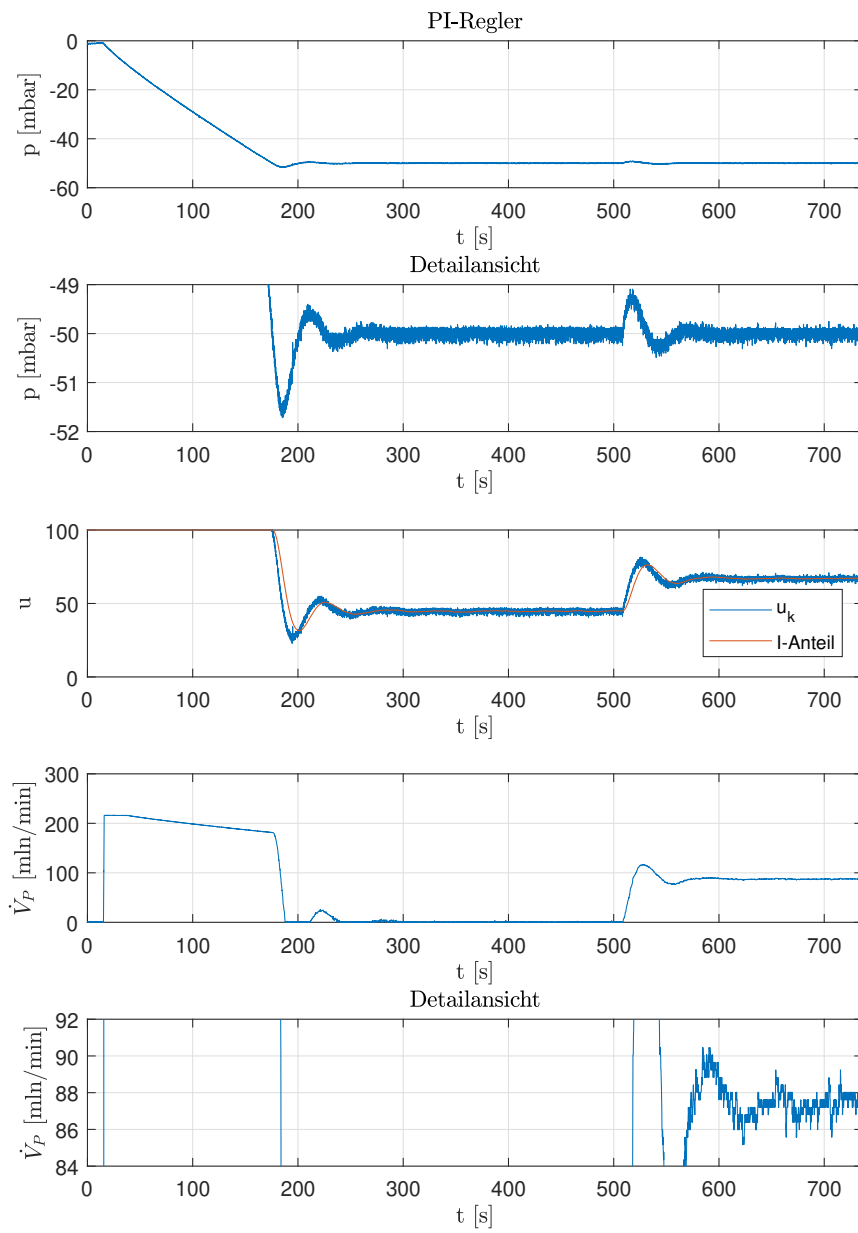 PI-Regler
0
-20
-40
-60
p [mbar]
0 100 200 300 400 500 600 700
t [s]
Detailansicht
-49
-50
-51
-52
p [mbar]
0 100 200 300 400 500 600 700
t [s]
100
50
0
u
u_k
I-Anteil
0 100 200 300 400 500 600 700
t [s]
300
200
100
0
V̇_P [mln/min]
0 100 200 300 400 500 600 700
t [s]
Detailansicht
92
90
88
86
84
V̇_P [mln/min]
0 100 200 300 400 500 600 700
t [s]